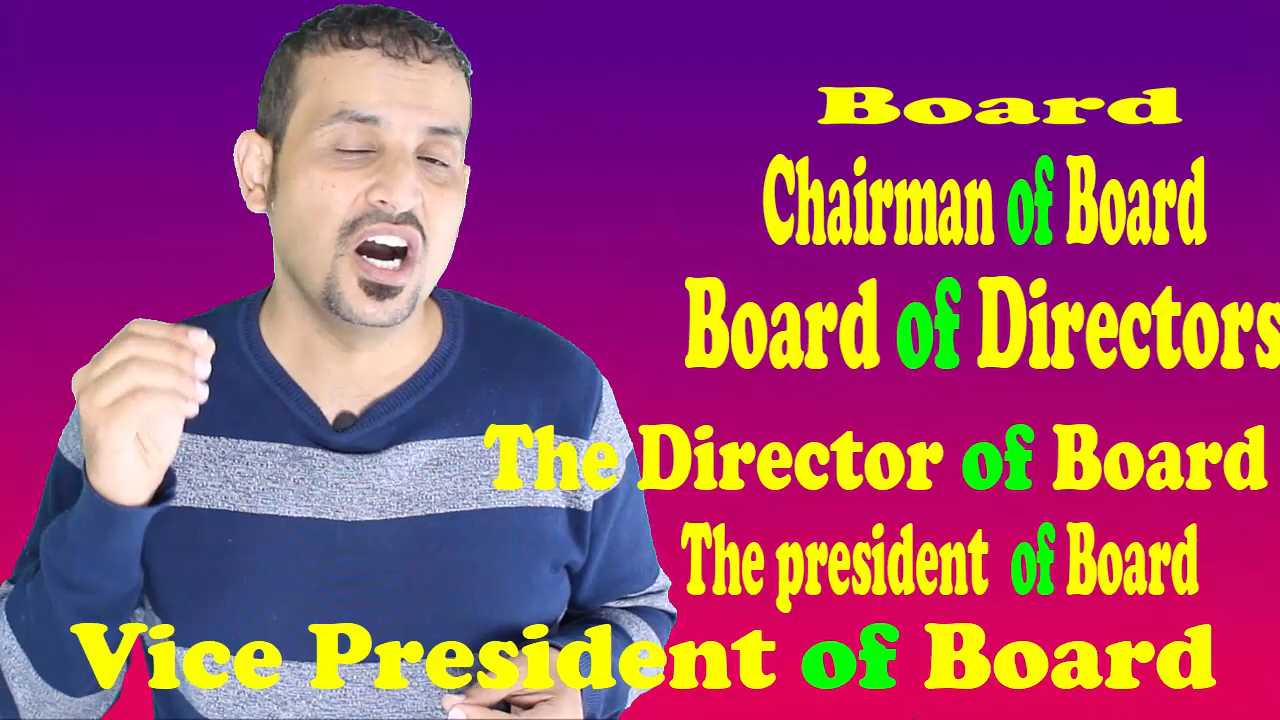 Board
Chairman of Board
Board of Directors
The Director of Board
The president of Board
Vice President of Board